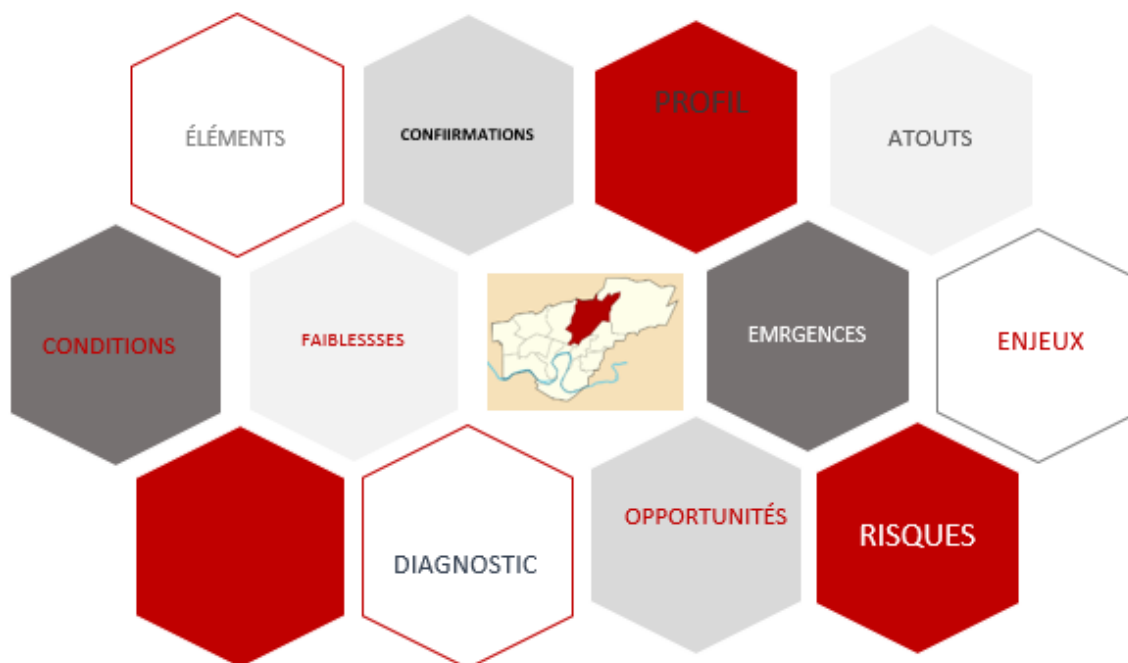 ÉLÉMENTS
CONFIIRMATIONS
PROFIL
ATOUTS
CONDITIONS
FAIBLESSSES
EMRGENCES
ENJEUX
DIAGNOSTIC
OPPORTUNITÉS
RISQUES